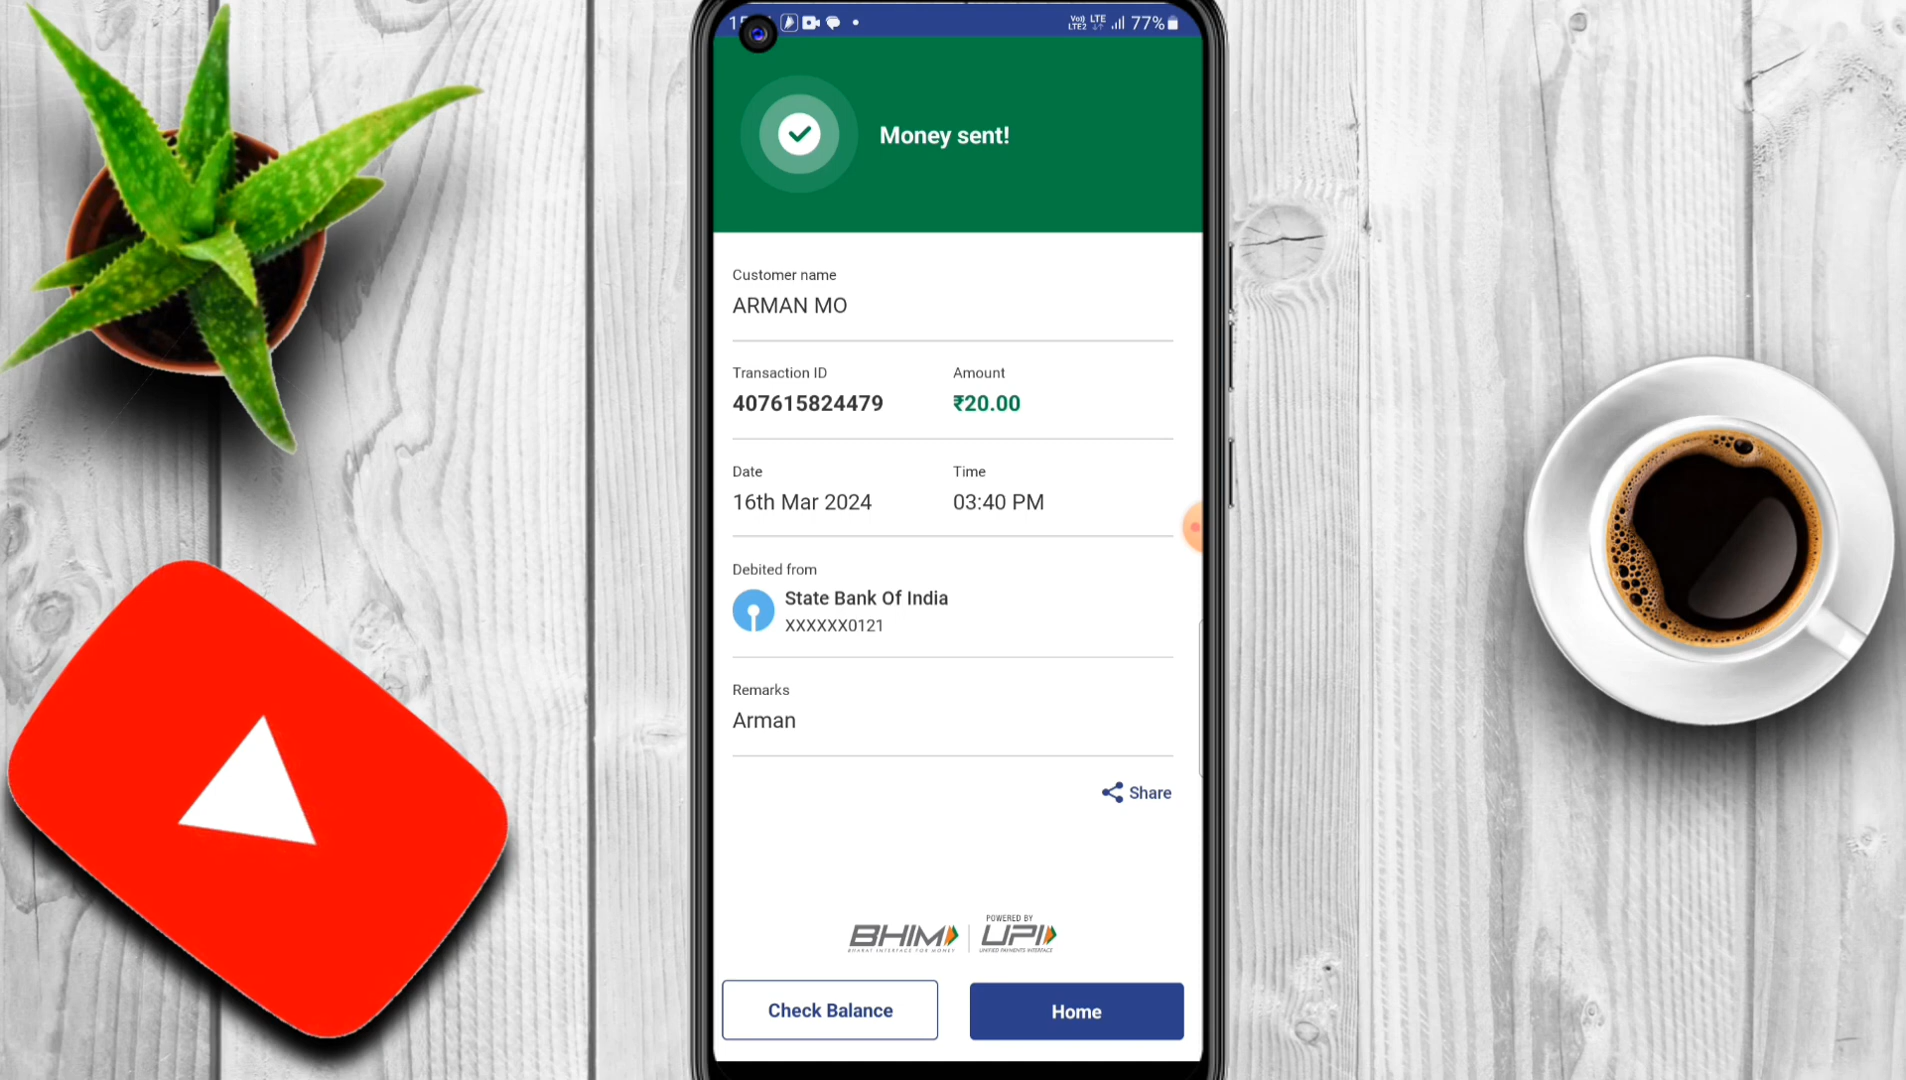 77%
Money sent!
Customer name
ARMAN MO
Transaction ID
Amount
407615824479
₹20.00
Date
Time
16th Mar 2024
03:40 PM
Debited from
State Bank Of India
XXXXXX0121
Remarks
Arman
Share
POWERED BY
BHIM UPI
BHARAT INTERFACE FOR MONEY
UNIFIED PAYMENTS INTERFACE
Check Balance
Home